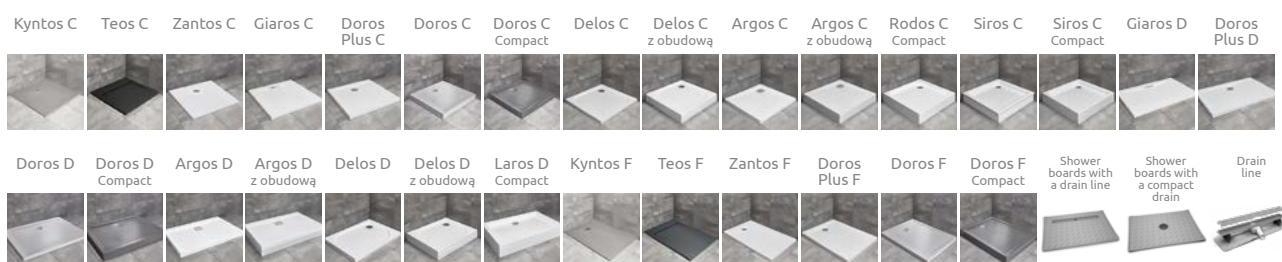 Kyntos C
Teos C
Zantos C
Giaros C
Doros
Plus C
Doros C
Doros C
Compact
Delos C
Delos C
z obudową
Argos C
Argos C
z obudową
Rodos C
Compact
Siros C
Siros C
Compact
Giaros D
Doros
Plus D
Doros D
Doros D
Compact
Argos D
Argos D
z obudową
Delos D
Delos D
z obudową
Laros D
Compact
Kyntos F
Teos F
Zantos F
Doros
Plus F
Doros F
Doros F
Compact
Shower
boards with
a drain line
Shower
boards with
a compact
drain
Drain
line